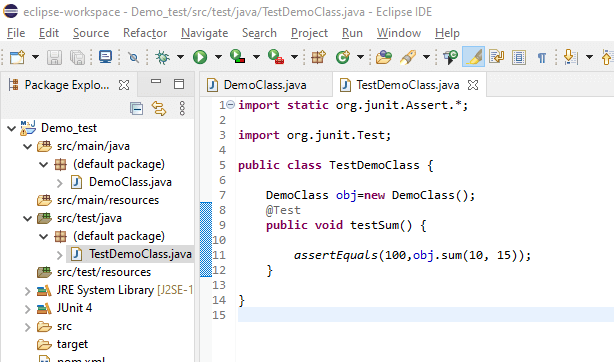 eclipse-workspace - Demo_test/src/test/java/TestDemoClass.java - Eclipse IDE
File Edit Source Refactor Navigate Search Project Run Window Help
Package Explo...
Demo_test
src/main/java
(default package)
DemoClass.java
src/main/resources
src/test/java
(default package)
TestDemoClass.java
src/test/resources
JRE System Library [J2SE-1
JUnit 4
src
target
pom.xml
DemoClass.java TestDemoClass.java
1 import static org.junit.Assert.*;
2
3 import org.junit.Test;
4
5 public class TestDemoClass {
6
7 DemoClass obj=new DemoClass();
8 @Test
9 public void testSum() {
10
11 assertEquals(100,obj.sum(10, 15));
12 }
13
14 }
15